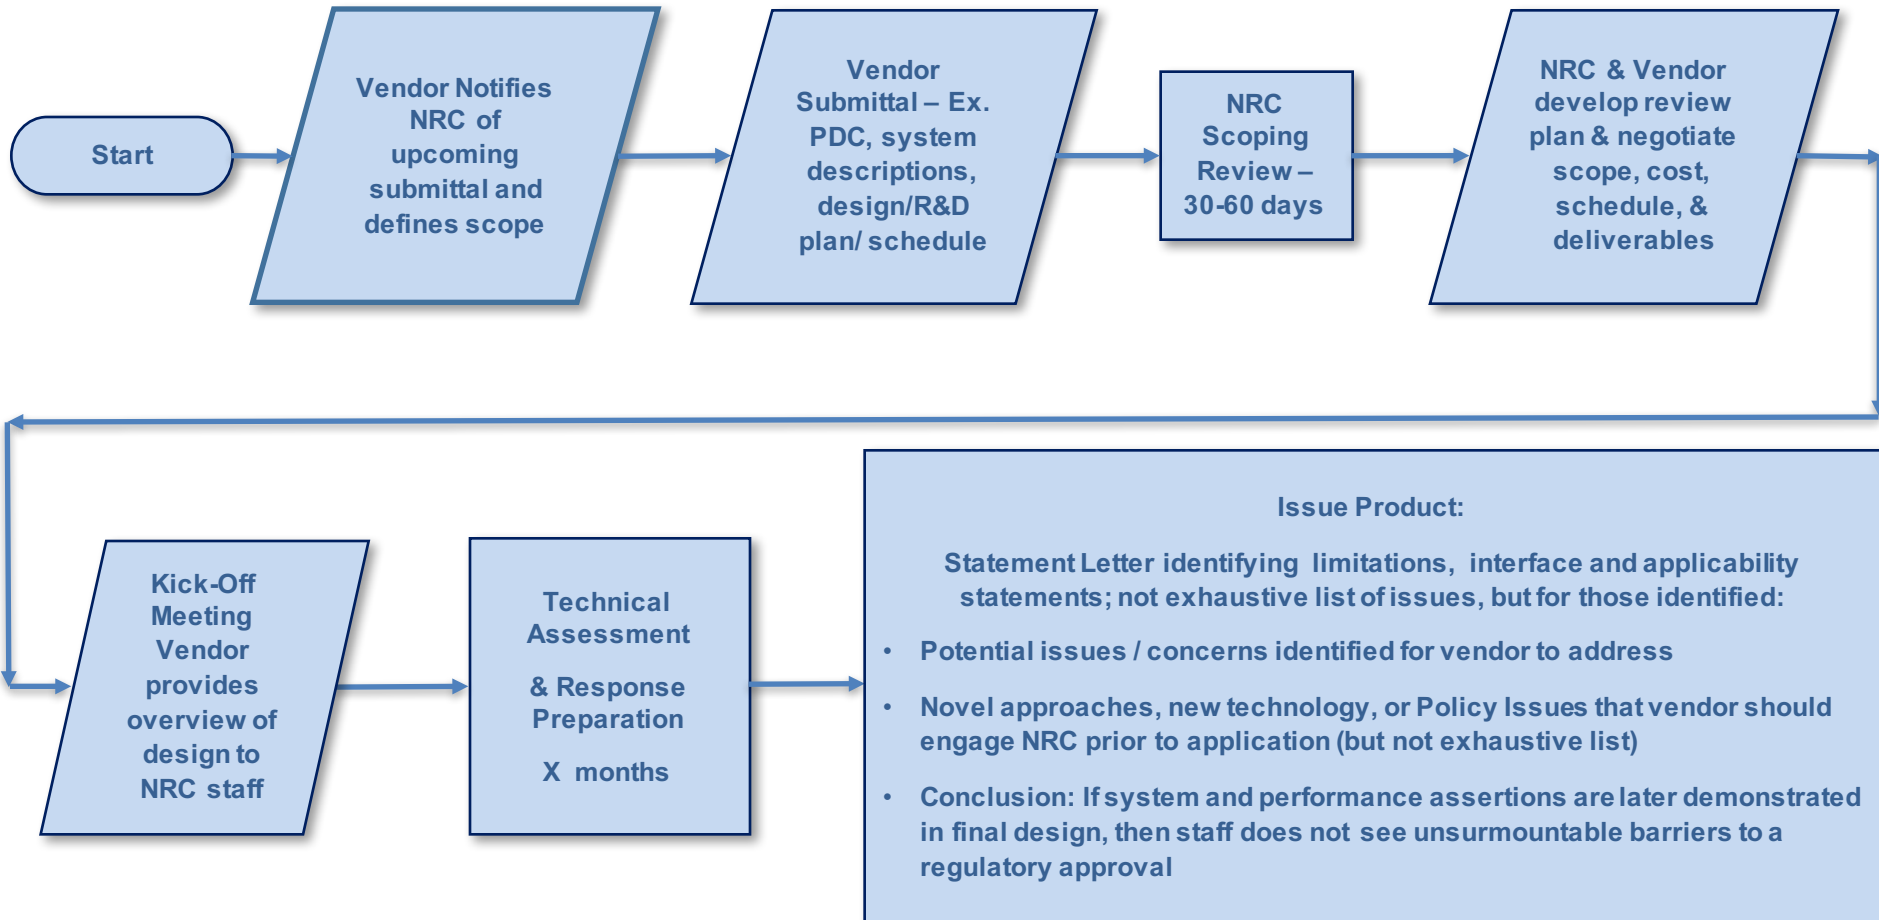 Start
Vendor Notifies
NRC of
upcoming
submittal and
defines scope
Vendor
Submittal – Ex.
PDC, system
descriptions,
design/R&D
plan/ schedule
NRC
Scoping
Review –
30-60 days
NRC & Vendor
develop review
plan & negotiate
scope, cost,
schedule, &
deliverables
Kick-Off
Meeting
Vendor
provides
overview of
design to
NRC staff
Technical
Assessment
& Response
Preparation
X months
Issue Product:
Statement Letter identifying limitations, interface and applicability
statements; not exhaustive list of issues, but for those identified:
• Potential issues / concerns identified for vendor to address
• Novel approaches, new technology, or Policy Issues that vendor should
engage NRC prior to application (but not exhaustive list)
• Conclusion: If system and performance assertions are later demonstrated
in final design, then staff does not see unsurmountable barriers to a
regulatory approval